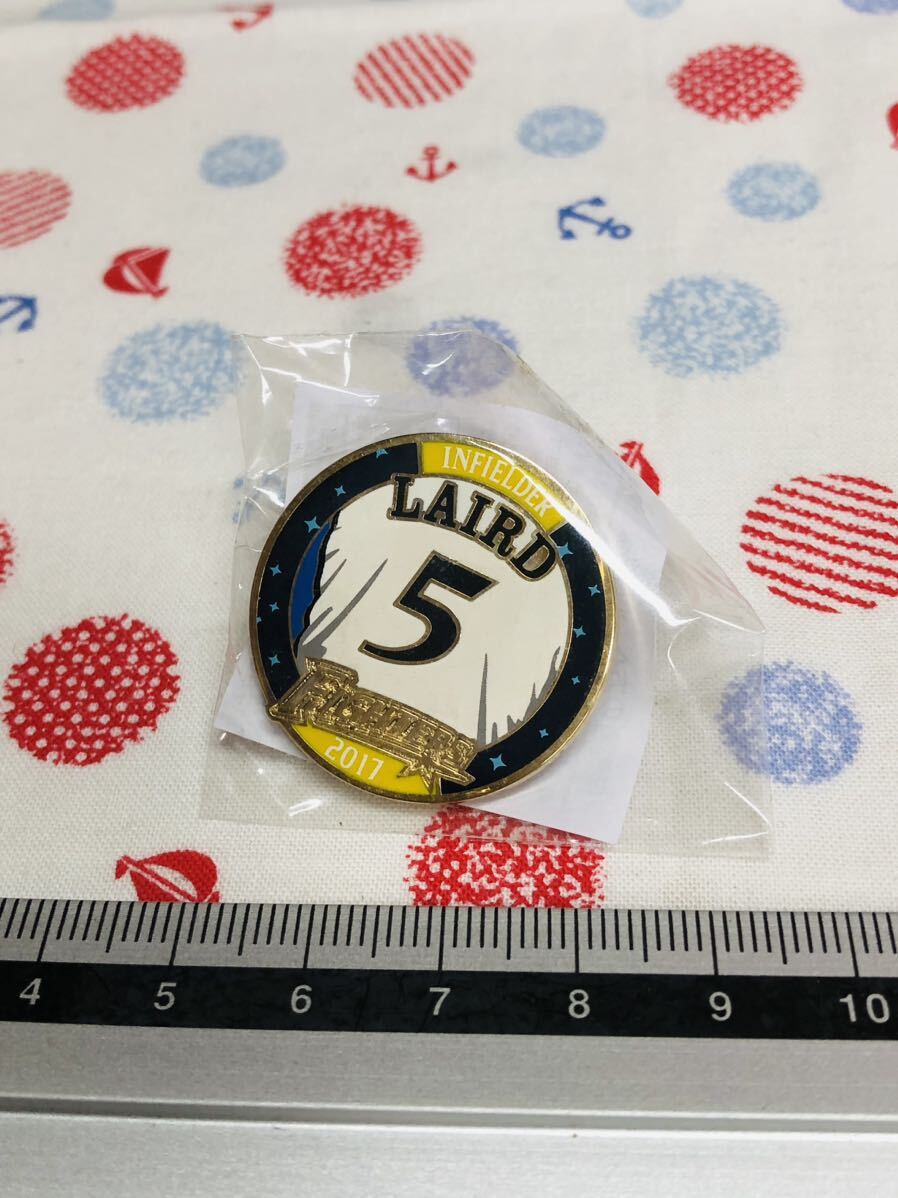 INFIELDER
LAIRD
5
FIGHTERS
2017
4 5 6 7 8 9 10